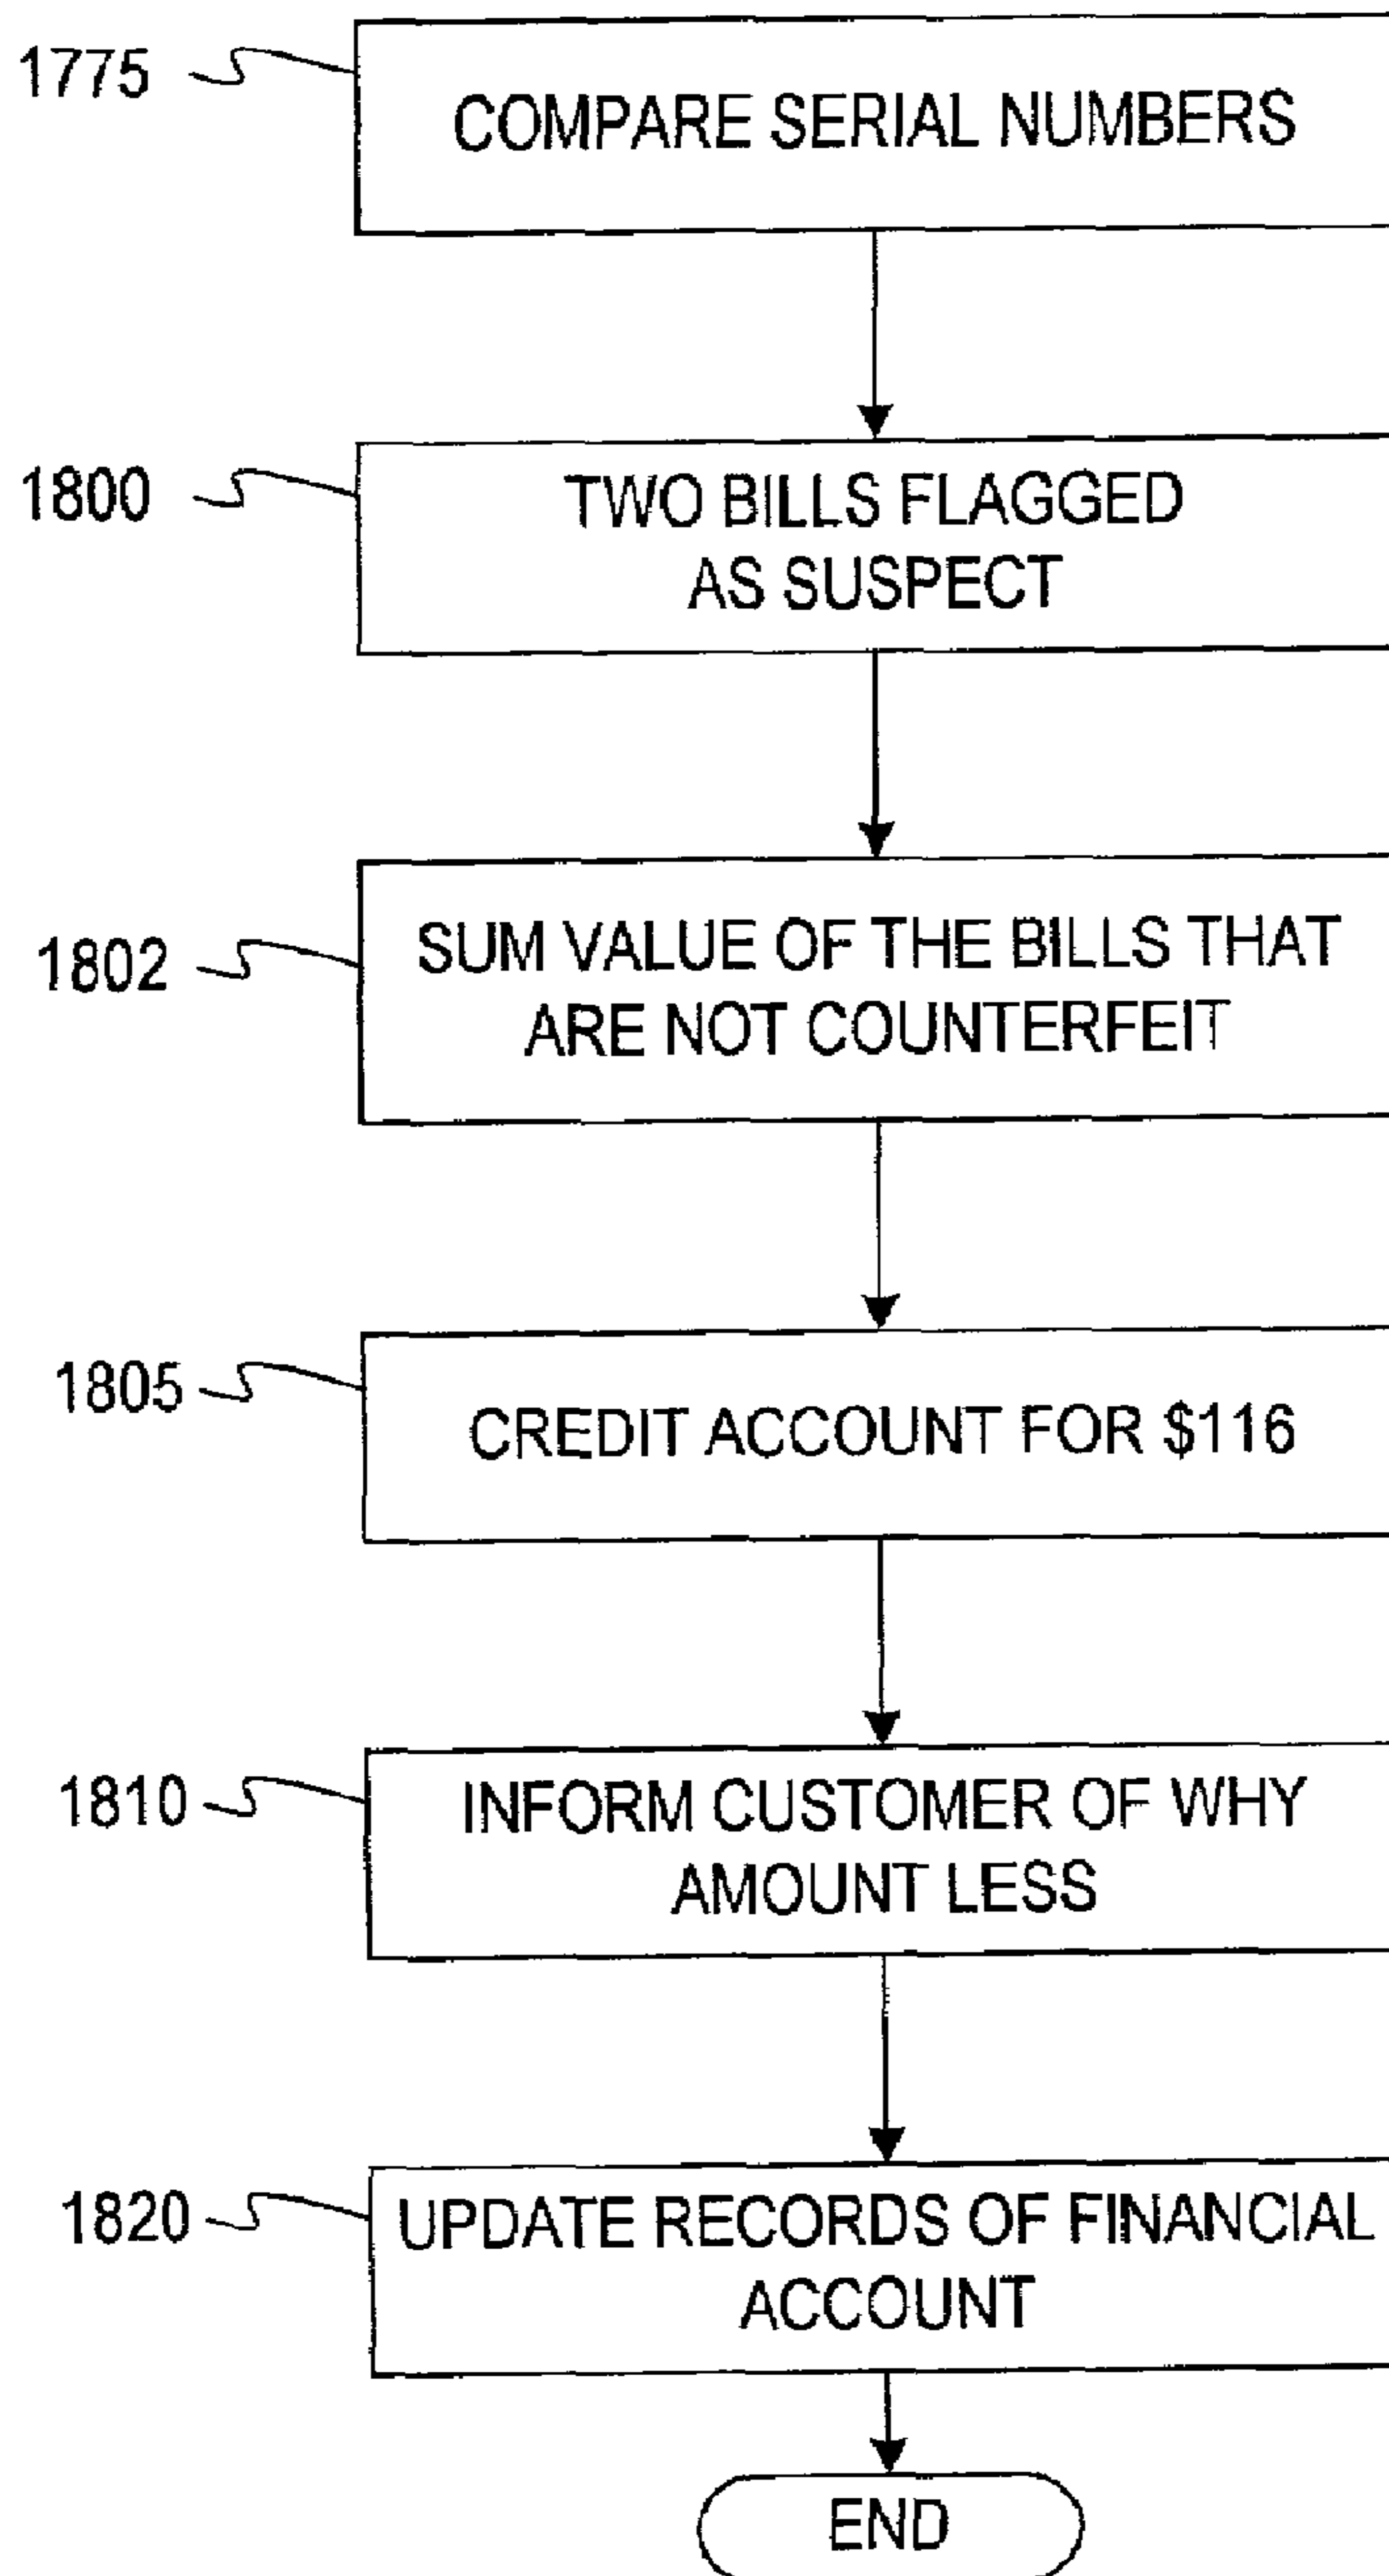 1775
COMPARE SERIAL NUMBERS
1800
TWO BILLS FLAGGED
AS SUSPECT
1802
SUM VALUE OF THE BILLS THAT
ARE NOT COUNTERFEIT
1805
CREDIT ACCOUNT FOR $116
1810
INFORM CUSTOMER OF WHY
AMOUNT LESS
1820
UPDATE RECORDS OF FINANCIAL
ACCOUNT
END